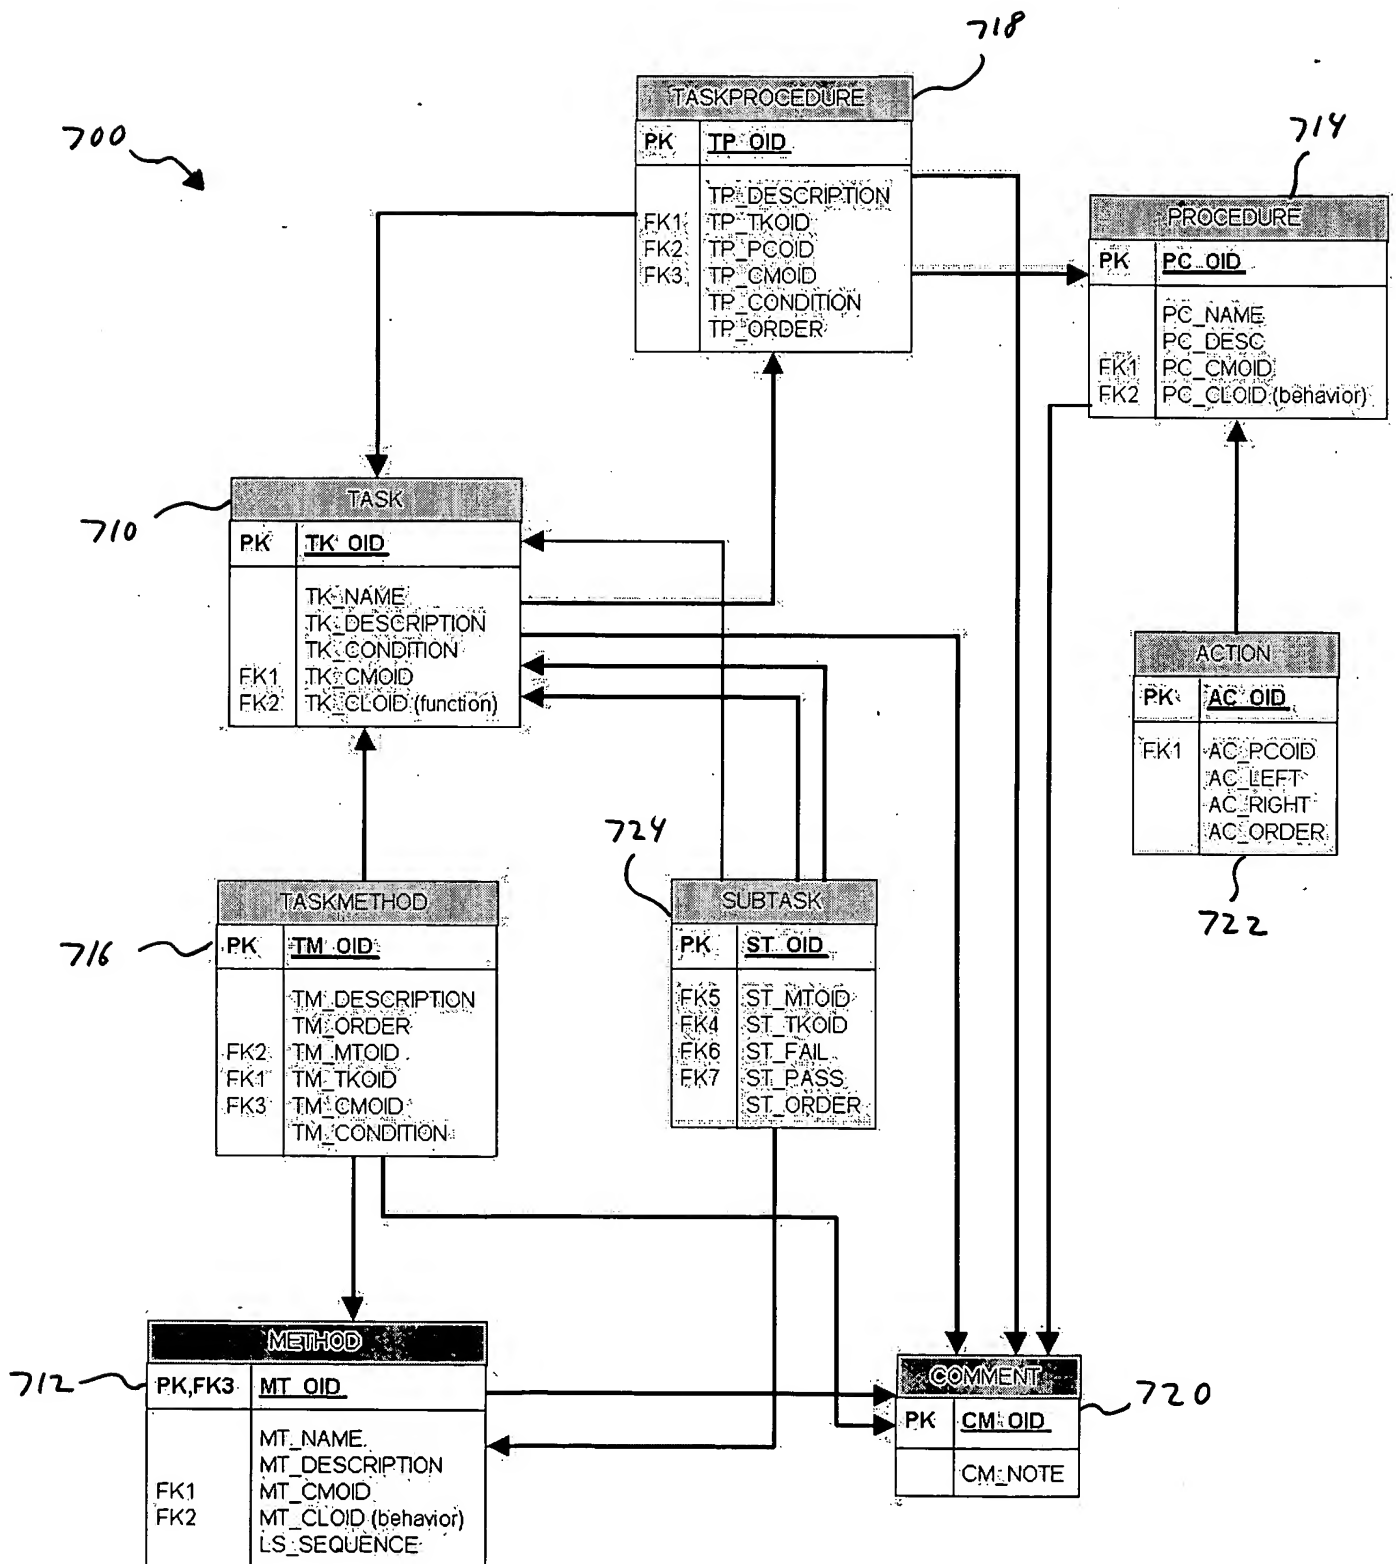 718
TASKPROCEDURE
PK TP_OID
TP_DESCRIPTION
FK1 TP_TKOID
FK2 TP_PCOID
FK3 TP_CMOID
TP_CONDITION
TP_ORDER
700
714
PROCEDURE
PK PC_OID
PC_NAME
PC_DESC
FK1 PC_CMOID
FK2 PC_CLOID (behavior)
710
TASK
PK TK_OID
TK_NAME
TK_DESCRIPTION
TK_CONDITION
FK1 TK_CMOID
FK2 TK_CLOID (function)
ACTION
PK AC_OID
FK1 AC_PCOID
AC_LEFT
AC_RIGHT
AC_ORDER
722
716
TASKMETHOD
PK TM_OID
TM_DESCRIPTION
TM_ORDER
FK2 TM_MTOID
FK1 TM_TKOID
FK3 TM_CMOID
TM_CONDITION
724
SUBTASK
PK ST_OID
FK5 ST_MTOID
FK4 ST_TKOID
FK6 ST_FAIL
FK7 ST_PASS
ST_ORDER
712
METHOD
PK,FK3 MT_OID
MT_NAME
MT_DESCRIPTION
FK1 MT_CMOID
FK2 MT_CLOID (behavior)
LS_SEQUENCE
COMMENT
720
PK CM_OID
CM_NOTE